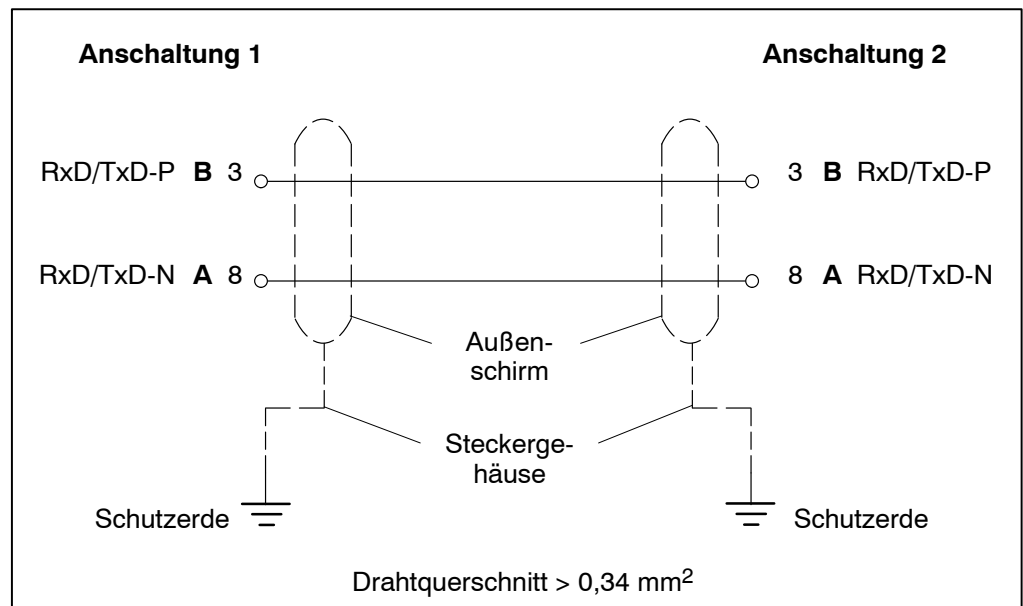 Anschaltung 1 Anschaltung 2
RxD/TxD-P B 3 3 B RxD/TxD-P
RxD/TxD-N A 8 8 A RxD/TxD-N
Außen-
schirm
Steckerge-
häuse
Schutzerde Schutzerde
Drahtquerschnitt > 0,34 mm²